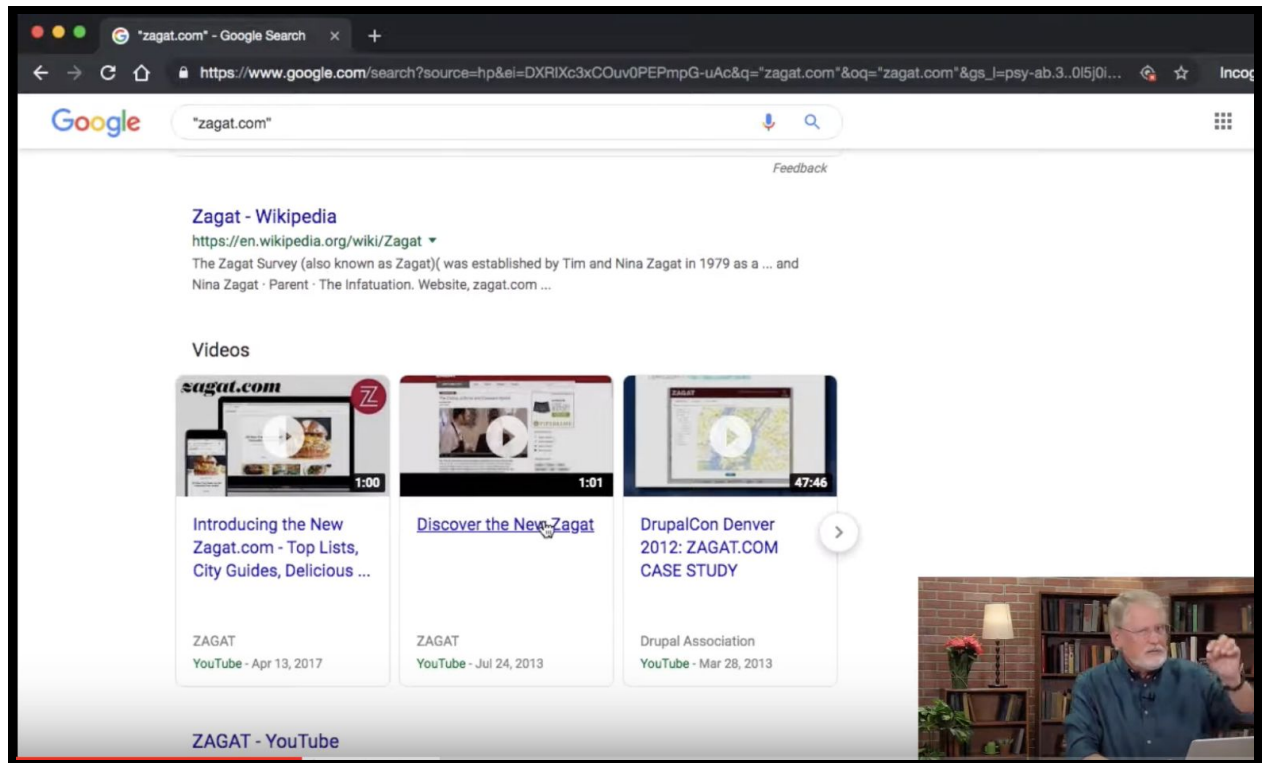 "zagat.com" - Google Search
https://www.google.com/search?source=hp&ei=DXRIXc3xCOuv0PEPmpG-uAc&q="zagat.com"&oq="zagat.com"&gs_l=psy-ab.3..0l5j0i...
Incog
Google
"zagat.com"
Feedback
Zagat - Wikipedia
https://en.wikipedia.org/wiki/Zagat
The Zagat Survey (also known as Zagat)( was established by Tim and Nina Zagat in 1979 as a ... and
Nina Zagat · Parent · The Infatuation. Website, zagat.com ...
Videos
zagat.com
Z
1:00
Introducing the New
Zagat.com - Top Lists,
City Guides, Delicious ...
ZAGAT
YouTube - Apr 13, 2017
1:01
Discover the New Zagat
ZAGAT
YouTube - Jul 24, 2013
ZAGAT
47:46
DrupalCon Denver
2012: ZAGAT.COM
CASE STUDY
Drupal Association
YouTube - Mar 28, 2013
ZAGAT - YouTube